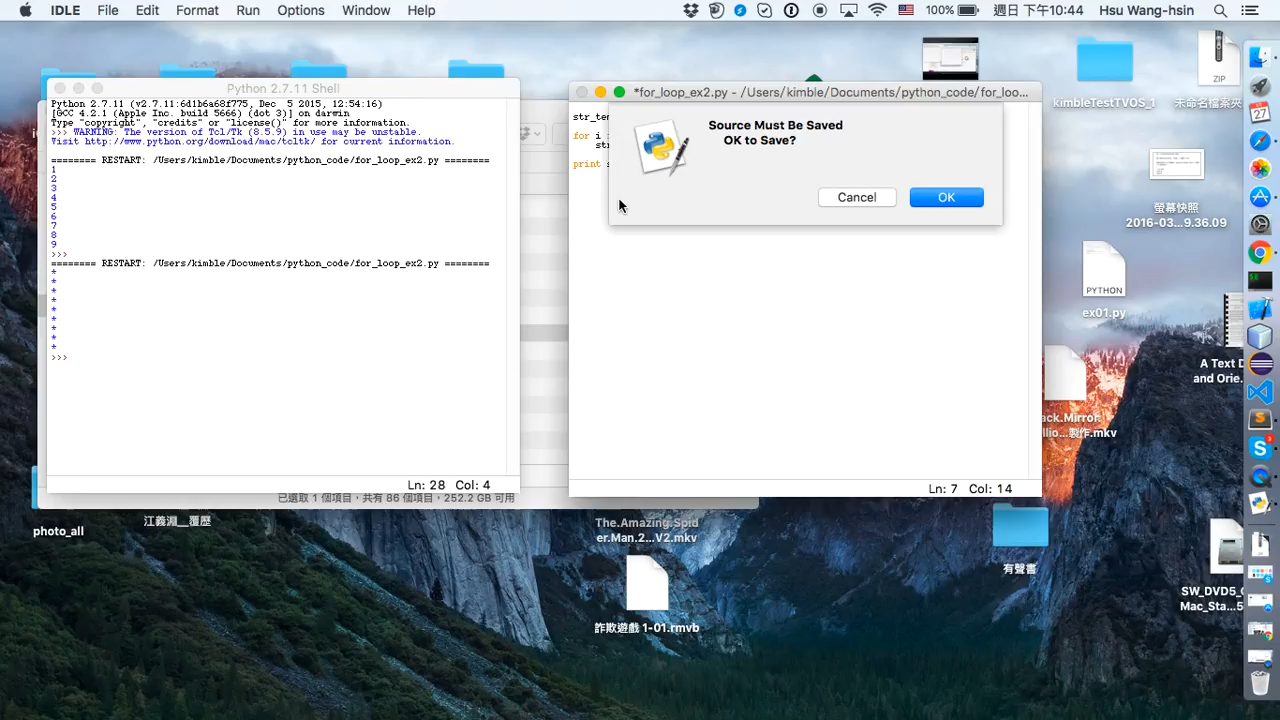 IDLE File Edit Format Run Options Window Help 100% 週日 下午10:44 Hsu Wang-hsin
Python 2.7.11 Shell
Python 2.7.11 (v2.7.11:6d1b6a68f775, Dec 5 2015, 12:54:16)
[GCC 4.2.1 (Apple Inc. build 5666) (dot 3)] on darwin
Type "copyright", "credits" or "license()" for more information.
>>> WARNING: The version of Tcl/Tk (8.5.9) in use may be unstable.
Visit http://www.python.org/download/mac/tcltk/ for current information.
======== RESTART: /Users/kimble/Documents/python_code/for_loop_ex2.py ========
1
2
3
4
5
6
7
8
9
>>>
======== RESTART: /Users/kimble/Documents/python_code/for_loop_ex2.py ========
*
*
*
*
*
*
*
*
*
>>>
Ln: 28 Col: 4
已選取 1 個項目，共有 86 個項目，252.2 GB 可用
*for_loop_ex2.py - /Users/kimble/Documents/python_code/for_loo...
for i
str
print s
Source Must Be Saved
OK to Save?
Cancel OK
Ln: 7 Col: 14
kimbleTestTVOS_1
ZIP
未命名檔案夾
27
螢幕快照
2016-03...9.36.09
PYTHON
ex01.py
A Text D
and Orie.
ack.Mirror.
llio...製作.mkv
photo_all
江義淵__履歷
The.Amazing.Spid
er.Man.2...V2.mkv
詐欺遊戲 1-01.rmvb
有聲書
SW_DVD5_
Mac_Sta...5